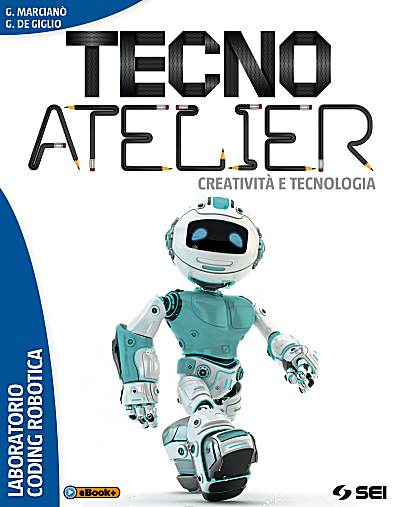 G. MARCIANÒ
G. DE GIGLIO
TECNO
ATELIER
CREATIVITÀ E TECNOLOGIA
LABORATORIO
CODING ROBOTICA
eBook+
SEI